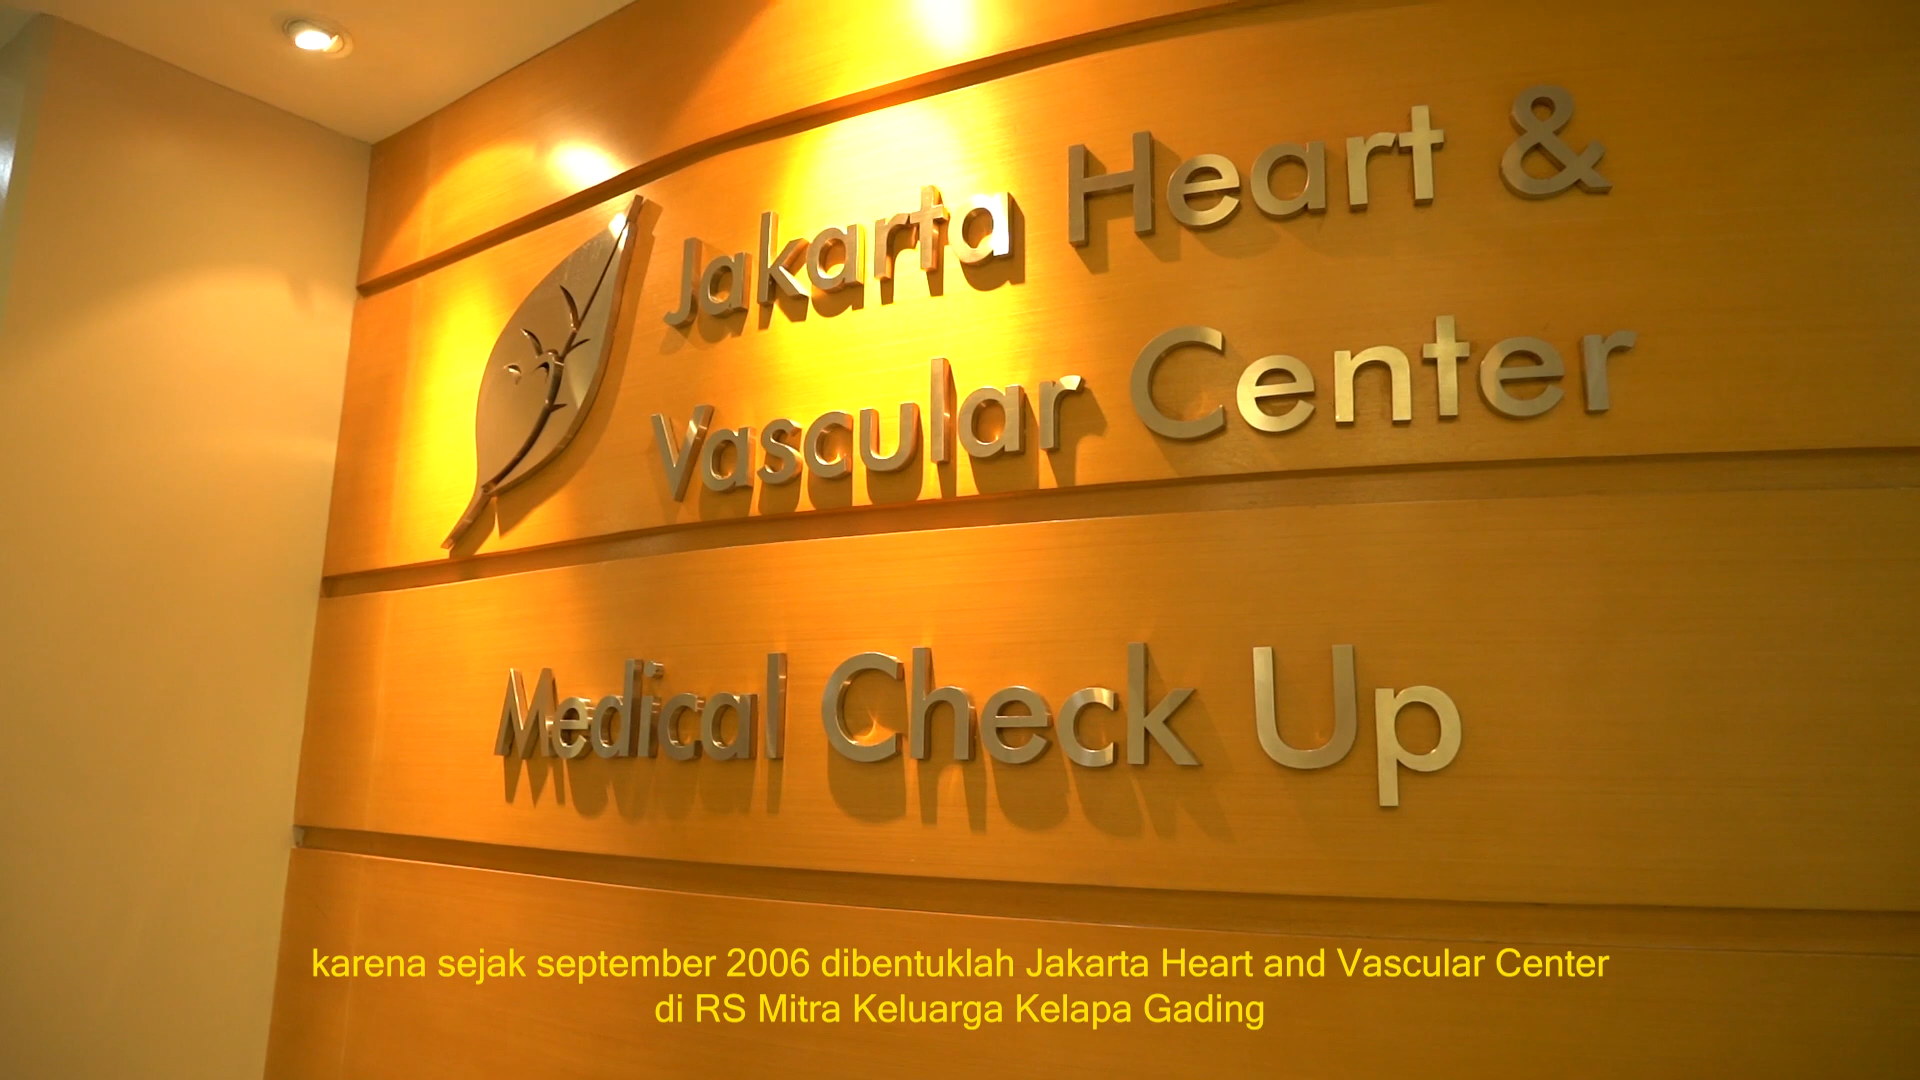 Jakarta Heart &
Vascular Center
Medical Check Up
karena sejak september 2006 dibentuklah Jakarta Heart and Vascular Center
di RS Mitra Keluarga Kelapa Gading